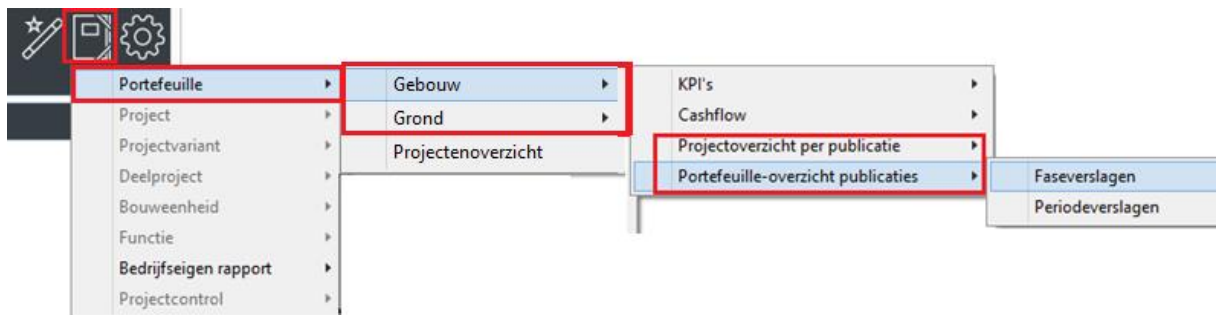 Portefeuille
Project
Projectvariant
Deelproject
Bouweenheid
Functie
Bedrijfseigen rapport
Projectcontrol
Gebouw
Grond
Projectenoverzicht
KPI's
Cashflow
Projectoverzicht per publicatie
Portefeuille-overzicht publicaties
Faseverslagen
Periodeverslagen